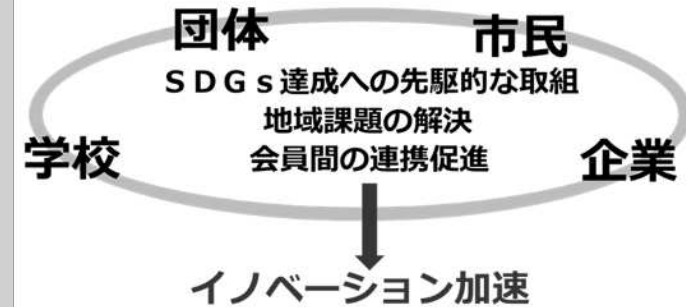 団体 市民
ＳＤＧｓ達成への先駆的な取組
地域課題の解決
学校 会員間の連携促進 企業
イノベーション加速